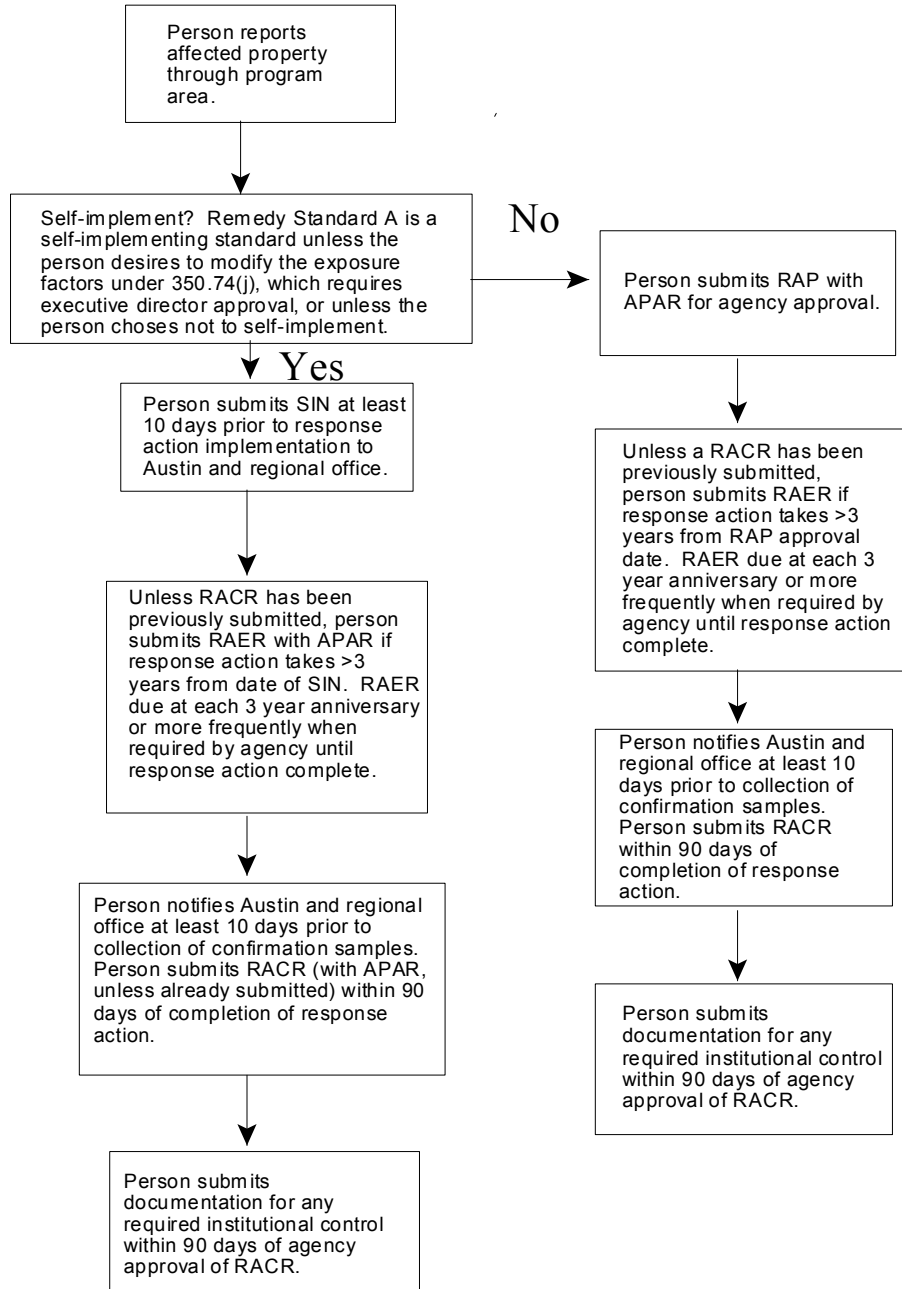 Person reports
affected property
through program
area.
Self-implement? Remedy Standard A is a
self-implementing standard unless the
person desires to modify the exposure
factors under 350.74(j), which requires
executive director approval, or unless the
person choses not to self-implement.
No
Person submits RAP with
APAR for agency approval.
Yes
Person submits SIN at least
10 days prior to response
action implementation to
Austin and regional office.
Unless a RACR has been
previously submitted,
person submits RAER if
response action takes >3
years from RAP approval
date. RAER due at each 3
year anniversary or more
frequently when required by
agency until response action
complete.
Unless RACR has been
previously submitted, person
submits RAER with APAR if
response action takes >3
years from date of SIN. RAER
due at each 3 year anniversary
or more frequently when
required by agency until
response action complete.
Person notifies Austin and
regional office at least 10
days prior to collection of
confirmation samples.
Person submits RACR
within 90 days of
completion of response
action.
Person notifies Austin and regional
office at least 10 days prior to
collection of confirmation samples.
Person submits RACR (with APAR,
unless already submitted) within 90
days of completion of response
action.
Person submits
documentation for any
required institutional control
within 90 days of agency
approval of RACR.
Person submits
documentation for any
required institutional control
within 90 days of agency
approval of RACR.